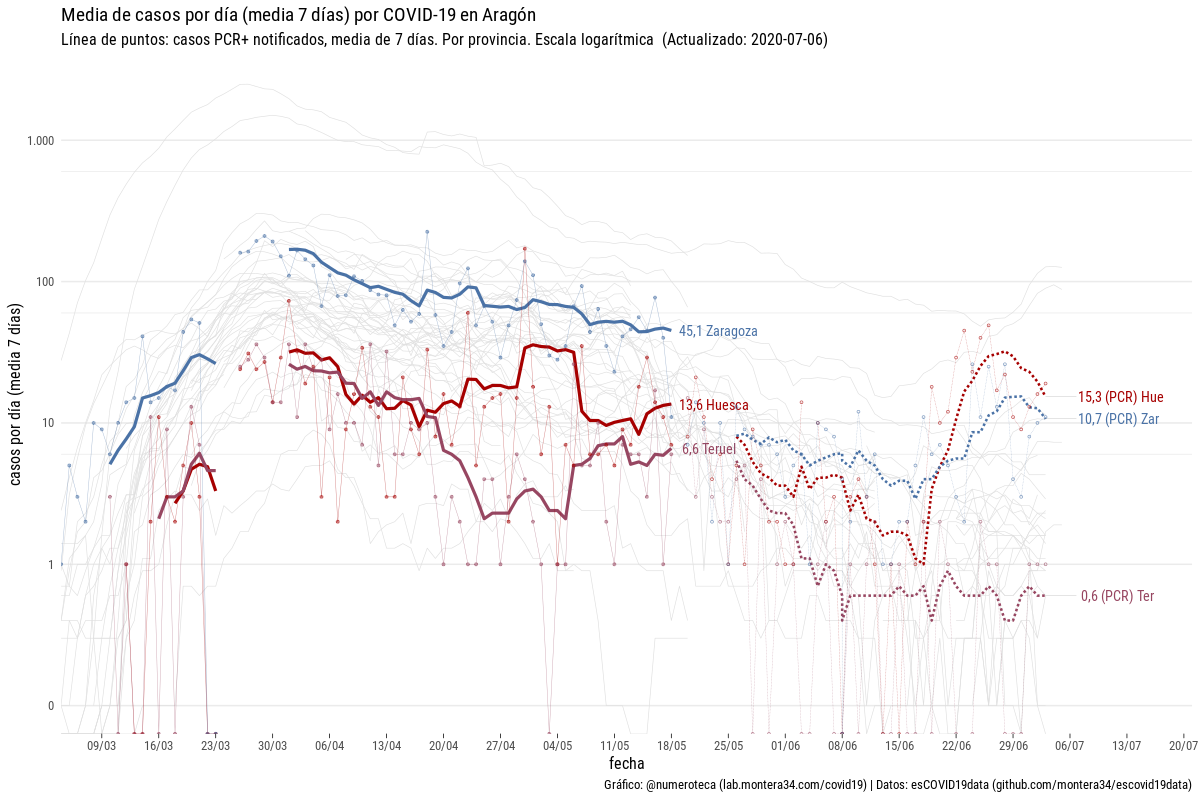 Media de casos por día (media 7 días) por COVID-19 en Aragón
Línea de puntos: casos PCR+ notificados, media de 7 días. Por provincia. Escala logarítmica  (Actualizado: 2020-07-06)
casos por día (media 7 días)
1.000
100
10
1
0
45,1 Zaragoza
13,6 Huesca
6,6 Teruel
15,3 (PCR) Hue
10,7 (PCR) Zar
0,6 (PCR) Ter
09/03 16/03 23/03 30/03 06/04 13/04 20/04 27/04 04/05 11/05 18/05 25/05 01/06 08/06 15/06 22/06 29/06 06/07 13/07 20/07
fecha
Gráfico: @numeroteca (lab.montera34.com/covid19) | Datos: esCOVID19data (github.com/montera34/escovid19data)